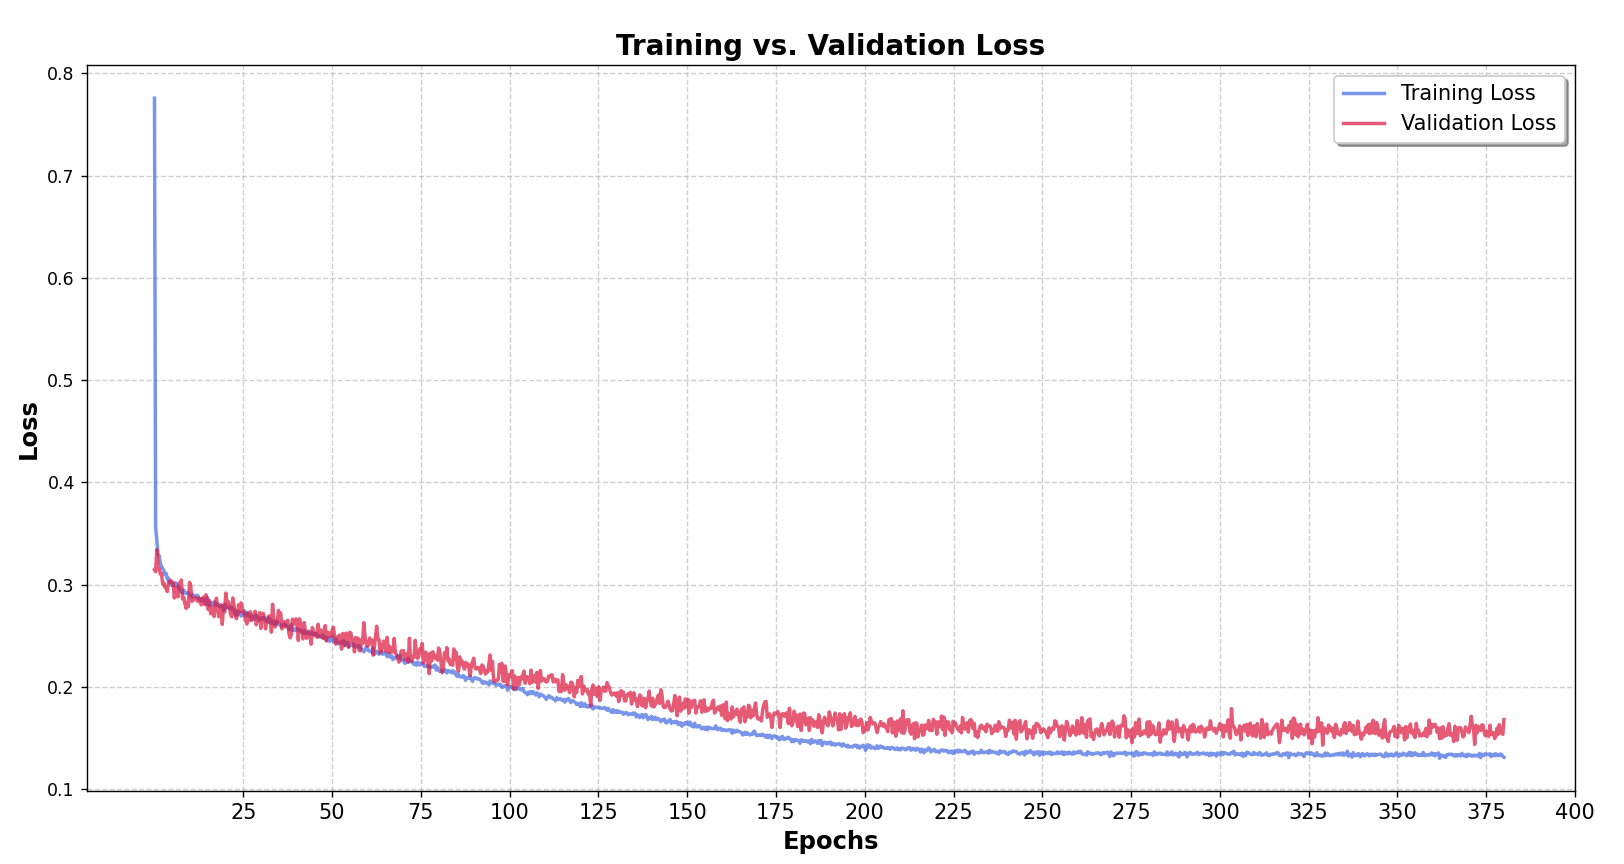 Training vs. Validation Loss
0.8
0.7
0.6
0.5
0.4
0.3
0.2
0.1
Loss
Training Loss
Validation Loss
25 50 75 100 125 150 175 200 225 250 275 300 325 350 375 400
Epochs